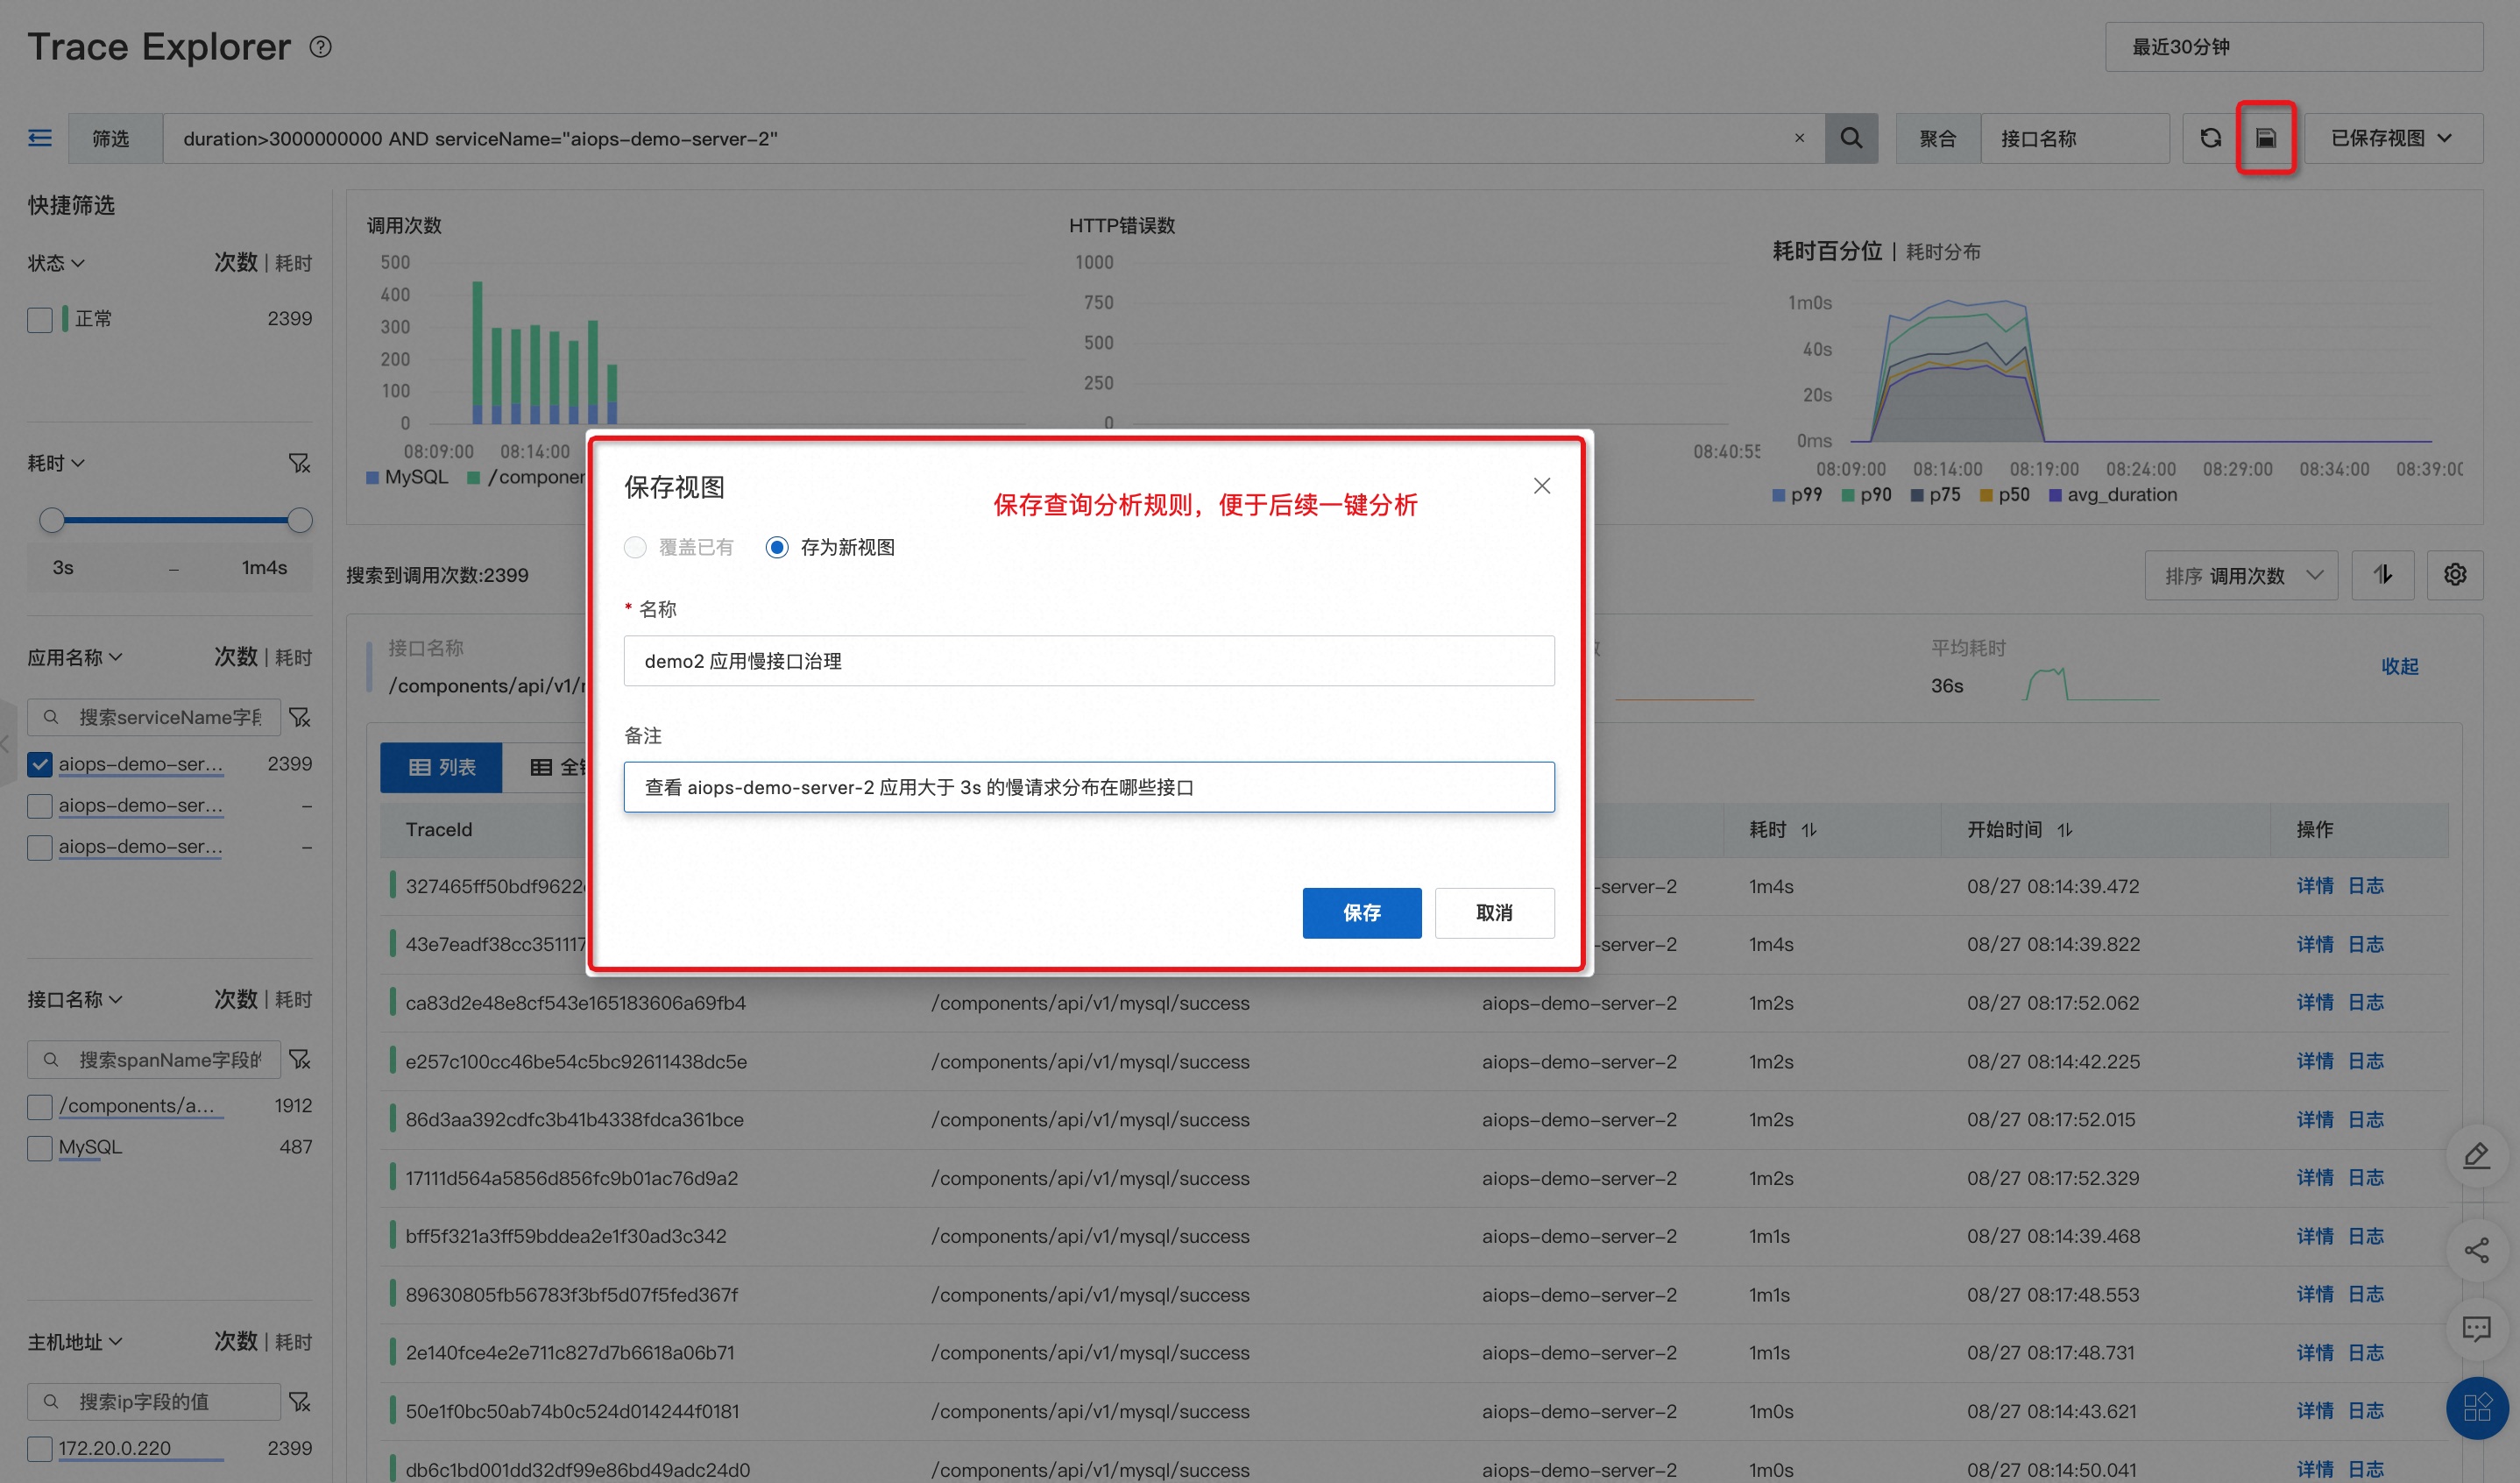 Trace Explorer
最近30分钟
筛选 duration>3000000000 AND serviceName="aiops-demo-server-2" 聚合 接口名称 已保存视图
快捷筛选
状态 次数 | 耗时
正常 2399
耗时
3s – 1m4s
应用名称 次数 | 耗时
搜索serviceName字段
aiops-demo-ser... 2399
aiops-demo-ser... –
aiops-demo-ser... –
接口名称 次数 | 耗时
搜索spanName字段的
/components/a... 1912
MySQL 487
主机地址 次数 | 耗时
搜索ip字段的值
172.20.0.220 2399
调用次数
500
400
300
200
100
0
08:09:00 08:14:00
MySQL /componen
HTTP错误数
1000
750
500
250
0
08:40:55
耗时百分位 | 耗时分布
1m0s
40s
20s
0ms
08:09:00 08:14:00 08:19:00 08:24:00 08:29:00 08:34:00 08:39:00
p99 p90 p75 p50 avg_duration
搜索到调用次数:2399
排序 调用次数
接口名称
/components/api/v1/
平均耗时
36s
收起
列表 全
保存视图
保存查询分析规则，便于后续一键分析
覆盖已有 存为新视图
* 名称
demo2 应用慢接口治理
备注
查看 aiops-demo-server-2 应用大于 3s 的慢请求分布在哪些接口
保存 取消
TraceId 耗时 开始时间 操作
327465ff50bdf9622 -server-2 1m4s 08/27 08:14:39.472 详情 日志
43e7eadf38cc351117 -server-2 1m4s 08/27 08:14:39.822 详情 日志
ca83d2e48e8cf543e165183606a69fb4 /components/api/v1/mysql/success aiops-demo-server-2 1m2s 08/27 08:17:52.062 详情 日志
e257c100cc46be54c5bc92611438dc5e /components/api/v1/mysql/success aiops-demo-server-2 1m2s 08/27 08:14:42.225 详情 日志
86d3aa392cdfc3b41b4338fdca361bce /components/api/v1/mysql/success aiops-demo-server-2 1m2s 08/27 08:17:52.015 详情 日志
17111d564a5856d856fc9b01ac76d9a2 /components/api/v1/mysql/success aiops-demo-server-2 1m2s 08/27 08:17:52.329 详情 日志
bff5f321a3ff59bddea2e1f30ad3c342 /components/api/v1/mysql/success aiops-demo-server-2 1m1s 08/27 08:14:39.468 详情 日志
89630805fb56783f3bf5d07f5fed367f /components/api/v1/mysql/success aiops-demo-server-2 1m1s 08/27 08:17:48.553 详情 日志
2e140fce4e2e711c827d7b6618a06b71 /components/api/v1/mysql/success aiops-demo-server-2 1m1s 08/27 08:17:48.731 详情 日志
50e1f0bc50ab74b0c524d014244f0181 /components/api/v1/mysql/success aiops-demo-server-2 1m0s 08/27 08:14:43.621 详情 日志
db6c1bd001dd32df99e86bd49adc24d0 /components/api/v1/mysql/success aiops-demo-server-2 1m0s 08/27 08:14:50.041 详情 日志